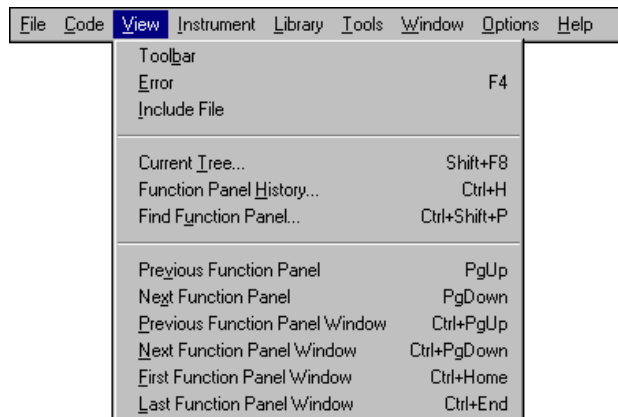 File Code View Instrument Library Tools Window Options Help
Toolbar
Error F4
Include File
Current Tree... Shift+F8
Function Panel History... Ctrl+H
Find Function Panel... Ctrl+Shift+P
Previous Function Panel PgUp
Next Function Panel PgDown
Previous Function Panel Window Ctrl+PgUp
Next Function Panel Window Ctrl+PgDown
First Function Panel Window Ctrl+Home
Last Function Panel Window Ctrl+End